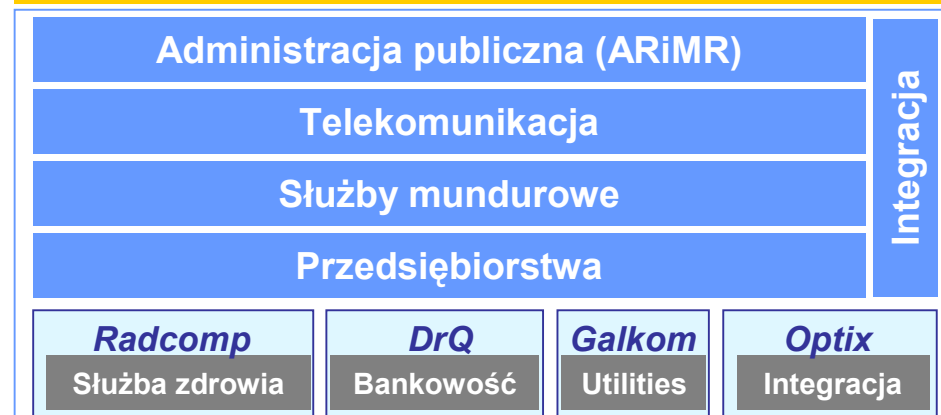 Administracja publiczna (ARiMR)
Telekomunikacja
Służby mundurowe
Przedsiębiorstwa
Integracja
Radcomp
Służba zdrowia
DrQ
Bankowość
Galkom
Utilities
Optix
Integracja